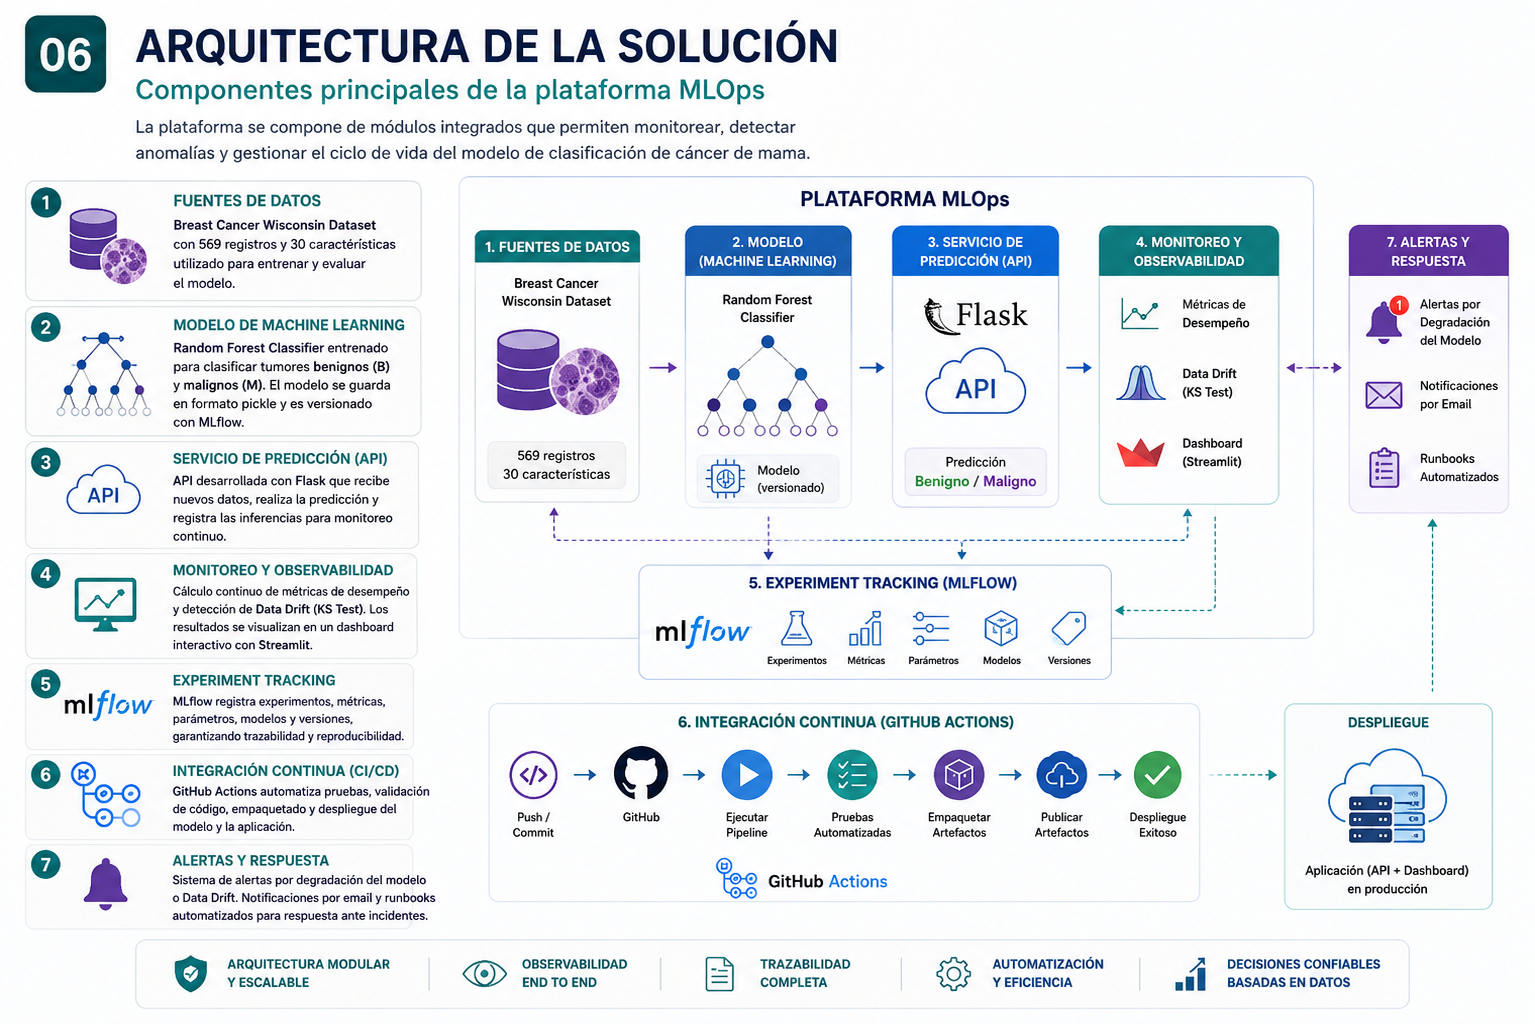 06
ARQUITECTURA DE LA SOLUCIÓN
Componentes principales de la plataforma MLOps
La plataforma se compone de módulos integrados que permiten monitorear, detectar
anomalías y gestionar el ciclo de vida del modelo de clasificación de cáncer de mama.
1
FUENTES DE DATOS
Breast Cancer Wisconsin Dataset
con 569 registros y 30 caractérísticas
utilizado para entrenar y evaluar
el modelo.
2
MODELO DE MACHINE LEARNING
Random Forest Classifier entrenado
para clasificar tumores benignos (B)
y malignos (M). El modelo se guarda
en formato pickle y es versionado
con MLflow.
3
SERVICIO DE PREDICCIÓN (API)
API
API desarrollada con Flask que recibe
nuevos datos, realiza la predicción y
registra las inferencias para monitoreo
continuo.
4
MONITOREO Y OBSERVABILIDAD
Cálculo continuo de métricas de desempeño
y detección de Data Drift (KS Test). Los
resultados se visualizan en un dashboard
interactivo con Streamlit.
5
mlflow
EXPERIMENT TRACKING
MLflow registra experimentos, métricas,
parámetros, modelos y versiones,
garantizando trazabilidad y reproducibilidad.
6
INTEGRACIÓN CONTINUA (CI/CD)
GitHub Actions automatiza pruebas, validación
de código, empaquetado y despliegue del
modelo y la aplicación.
7
ALERTAS Y RESPUESTA
Sistema de alertas por degradación del modelo
o Data Drift. Notificaciones por email y runbooks
automatizados para respuesta ante incidentes.
PLATAFORMA MLOps
1. FUENTES DE DATOS
Breast Cancer
Wisconsin Dataset
569 registros
30 características
2. MODELO
(MACHINE LEARNING)
Random Forest
Classifier
Modelo
(versionado)
3. SERVICIO DE
PREDICCIÓN (API)
Flask
API
Predicción
Benigno / Maligno
4. MONITOREO Y
OBSERVABILIDAD
Métricas de
Desempeño
Data Drift
(KS Test)
Dashboard
(Streamlit)
7. ALERTAS Y
RESPUESTA
1
Alertas por
Degradación
del Modelo
Notificaciones
por Email
Runbooks
Automatizados
5. EXPERIMENT TRACKING (MLFLOW)
mlflow
Experimentos
Métricas
Parámetros
Modelos
Versiones
6. INTEGRACIÓN CONTINUA (GITHUB ACTIONS)
Push /
Commit
GitHub
Ejecutar
Pipeline
Pruebas
Automatizadas
Empaquetar
Artefactos
Publicar
Artefactos
Despliegue
Exitoso
GitHub Actions
DESPLIEGUE
Aplicación (API + Dashboard)
en producción
ARQUITECTURA MODULAR
Y ESCALABLE
OBSERVABILIDAD
END TO END
TRAZABILIDAD
COMPLETA
AUTOMATIZACIÓN
Y EFICIENCIA
DECISIONES CONFIABLES
BASADAS EN DATOS